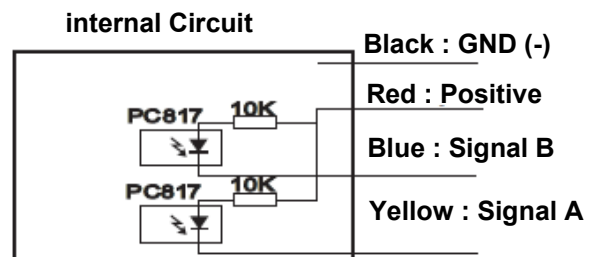 internal Circuit
Black : GND (-)
Red : Positive
PC817 10K
Blue : Signal B
PC817 10K
Yellow : Signal A